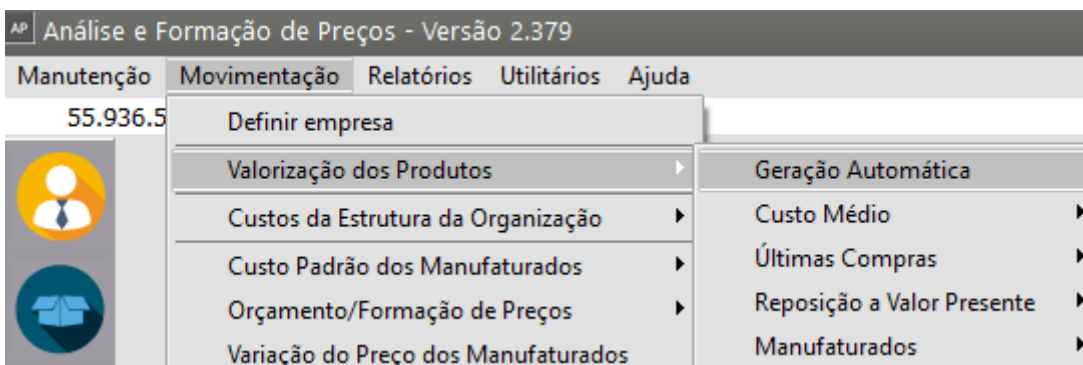 AP Análise e Formação de Preços - Versão 2.379
Manutenção Movimentação Relatórios Utilitários Ajuda
55.936.5
Definir empresa
Valorização dos Produtos
Custos da Estrutura da Organização
Custo Padrão dos Manufaturados
Orçamento/Formação de Preços
Variação do Preço dos Manufaturados
Geração Automática
Custo Médio
Últimas Compras
Reposição a Valor Presente
Manufaturados